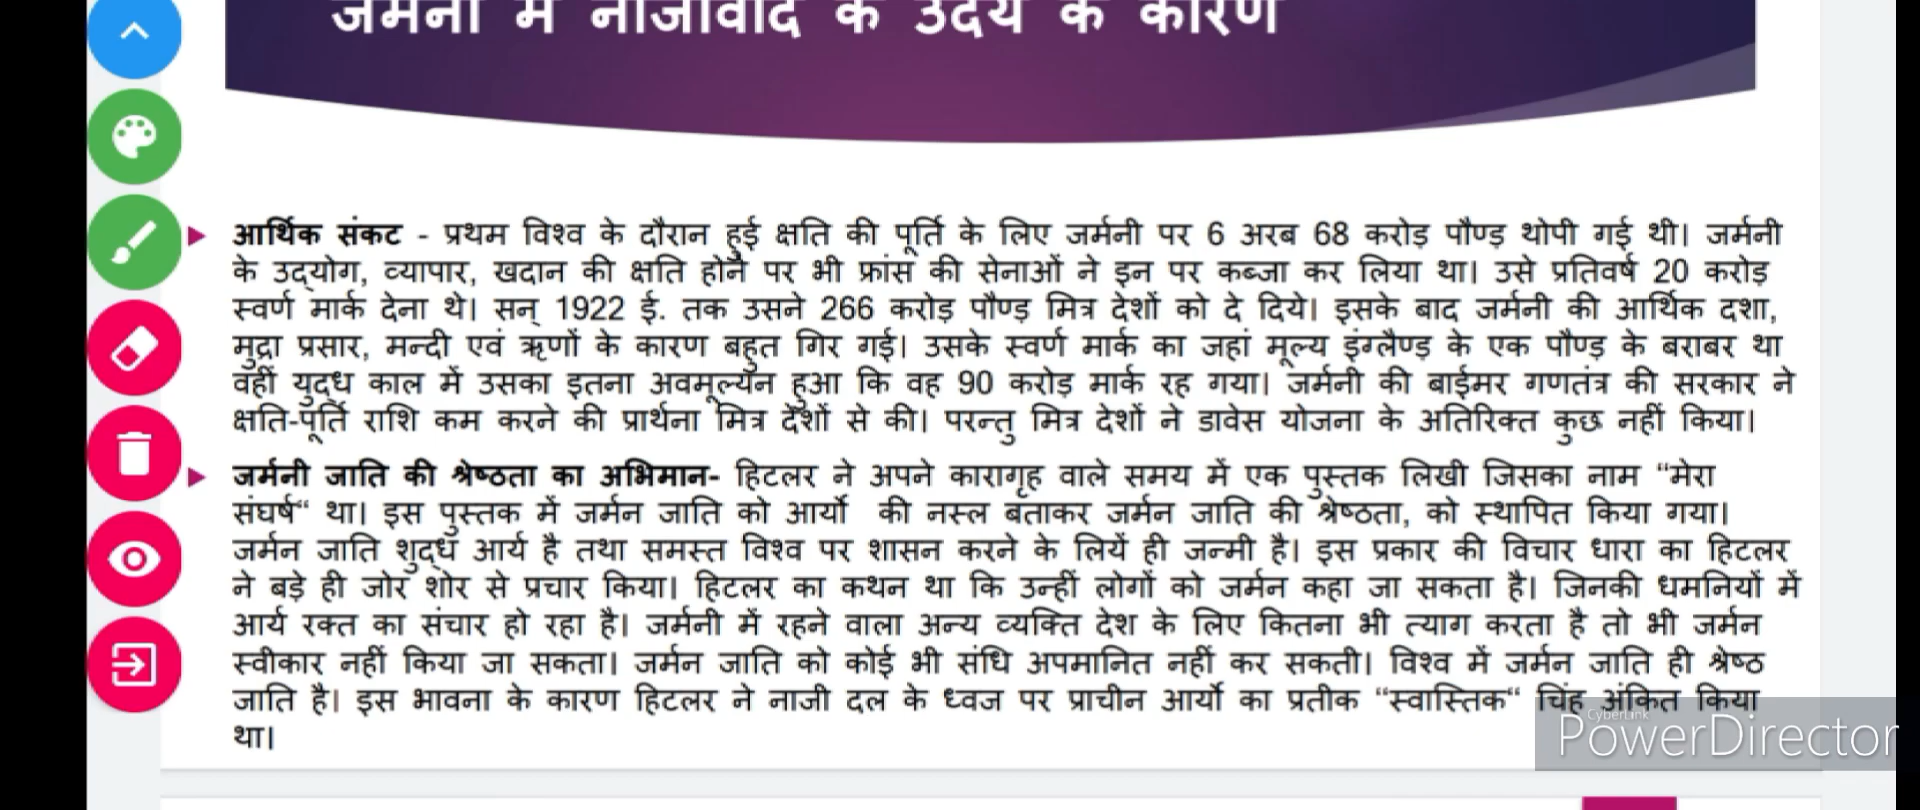 जर्मनी में नाजीवाद के उदय के कारण
आर्थिक संकट - प्रथम विश्व के दौरान हुई क्षति की पूर्ति के लिए जर्मनी पर 6 अरब 68 करोड़ पौण्ड़ थोपी गई थी। जर्मनी
के उद्‌योग, व्यापार, खदान की क्षति होने पर भी फ्रांस की सेनाओं ने इन पर कब्जा कर लिया था। उसे प्रतिवर्ष 20 करोड़
स्वर्ण मार्क देना थे। सन् 1922 ई. तक उसने 266 करोड़ पौण्ड़ मित्र देशों को दे दिये। इसके बाद जर्मनी की आर्थिक दशा,
मुद्रा प्रसार, मन्दी एवं ऋणों के कारण बहुत गिर गई। उसके स्वर्ण मार्क का जहां मूल्य इंग्लैण्ड के एक पौण्ड के बराबर था
वहीं युद्ध काल में उसका इतना अवमूल्यन हुआ कि वह 90 करोड़ मार्क रह गया। जर्मनी की बाईमर गणतंत्र की सरकार ने
क्षति-पूर्ति राशि कम करने की प्रार्थना मित्र देशों से की। परन्तु मित्र देशों ने डावेस योजना के अतिरिक्त कुछ नहीं किया।
जर्मनी जाति की श्रेष्ठता का अभिमान- हिटलर ने अपने कारागृह वाले समय में एक पुस्तक लिखी जिसका नाम “मेरा
संघर्ष“ था। इस पुस्तक में जर्मन जाति को आर्यो की नस्ल बताकर जर्मन जाति की श्रेष्ठता, को स्थापित किया गया।
जर्मन जाति शुद्ध आर्य है तथा समस्त विश्व पर शासन करने के लियें ही जन्मी है। इस प्रकार की विचार धारा का हिटलर
ने बड़े ही जोर शोर से प्रचार किया। हिटलर का कथन था कि उन्हीं लोगों को जर्मन कहा जा सकता है। जिनकी धमनियों में
आर्य रक्त का संचार हो रहा है। जर्मनी में रहने वाला अन्य व्यक्ति देश के लिए कितना भी त्याग करता है तो भी जर्मन
स्वीकार नहीं किया जा सकता। जर्मन जाति को कोई भी संधि अपमानित नहीं कर सकती। विश्व में जर्मन जाति ही श्रेष्ठ
जाति है। इस भावना के कारण हिटलर ने नाजी दल के ध्वज पर प्राचीन आर्यो का प्रतीक “स्वास्तिक“ चिंह अंकित किया
था।
CyberLink
PowerDirector